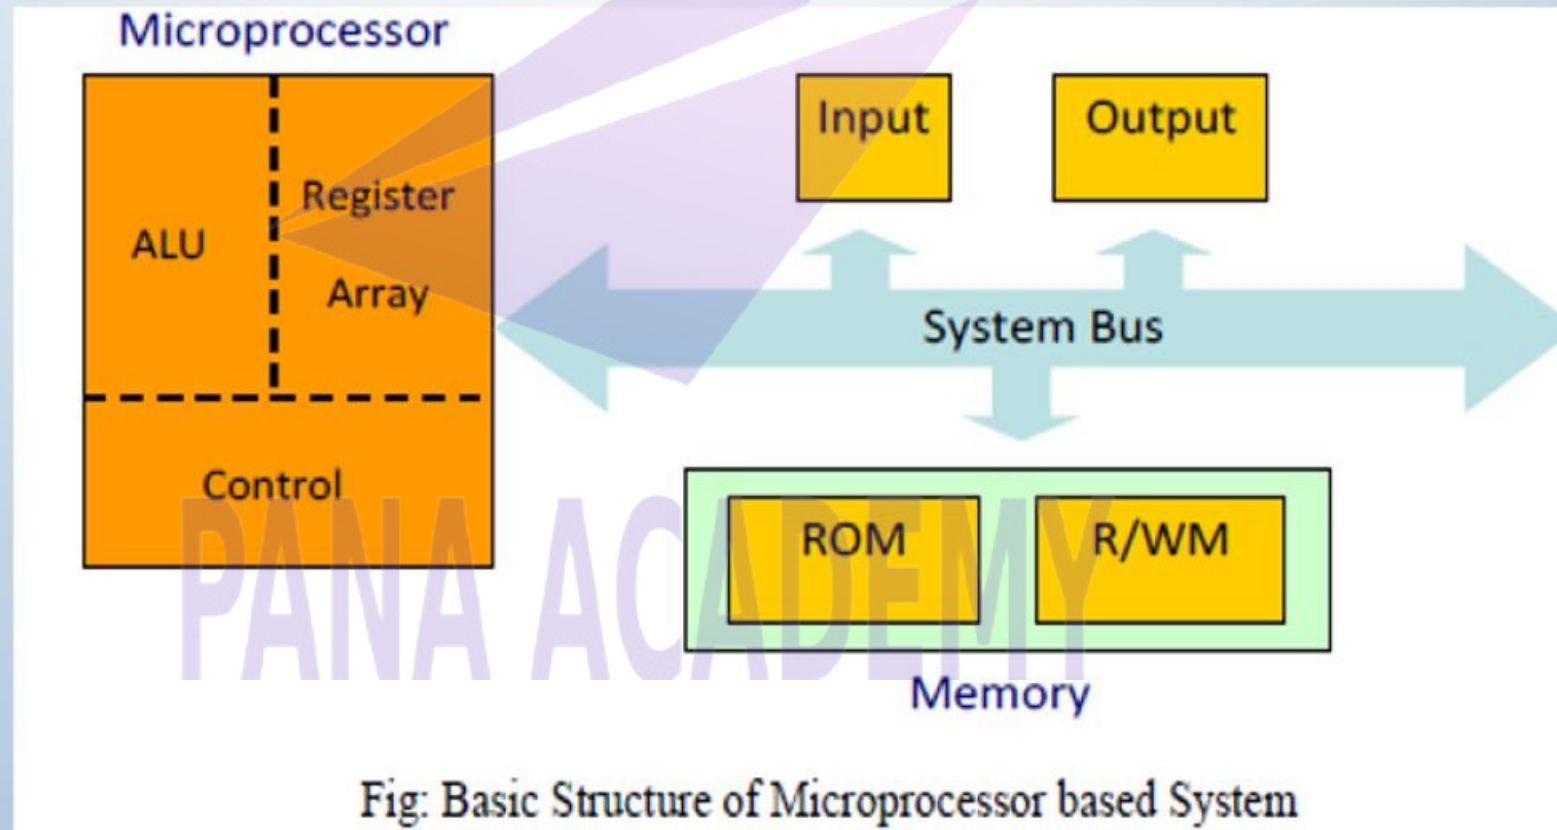 Microprocessor
ALU
Register
Array
Control
Input
Output
System Bus
ROM
R/WM
Memory
PANA ACADEMY
Fig: Basic Structure of Microprocessor based System